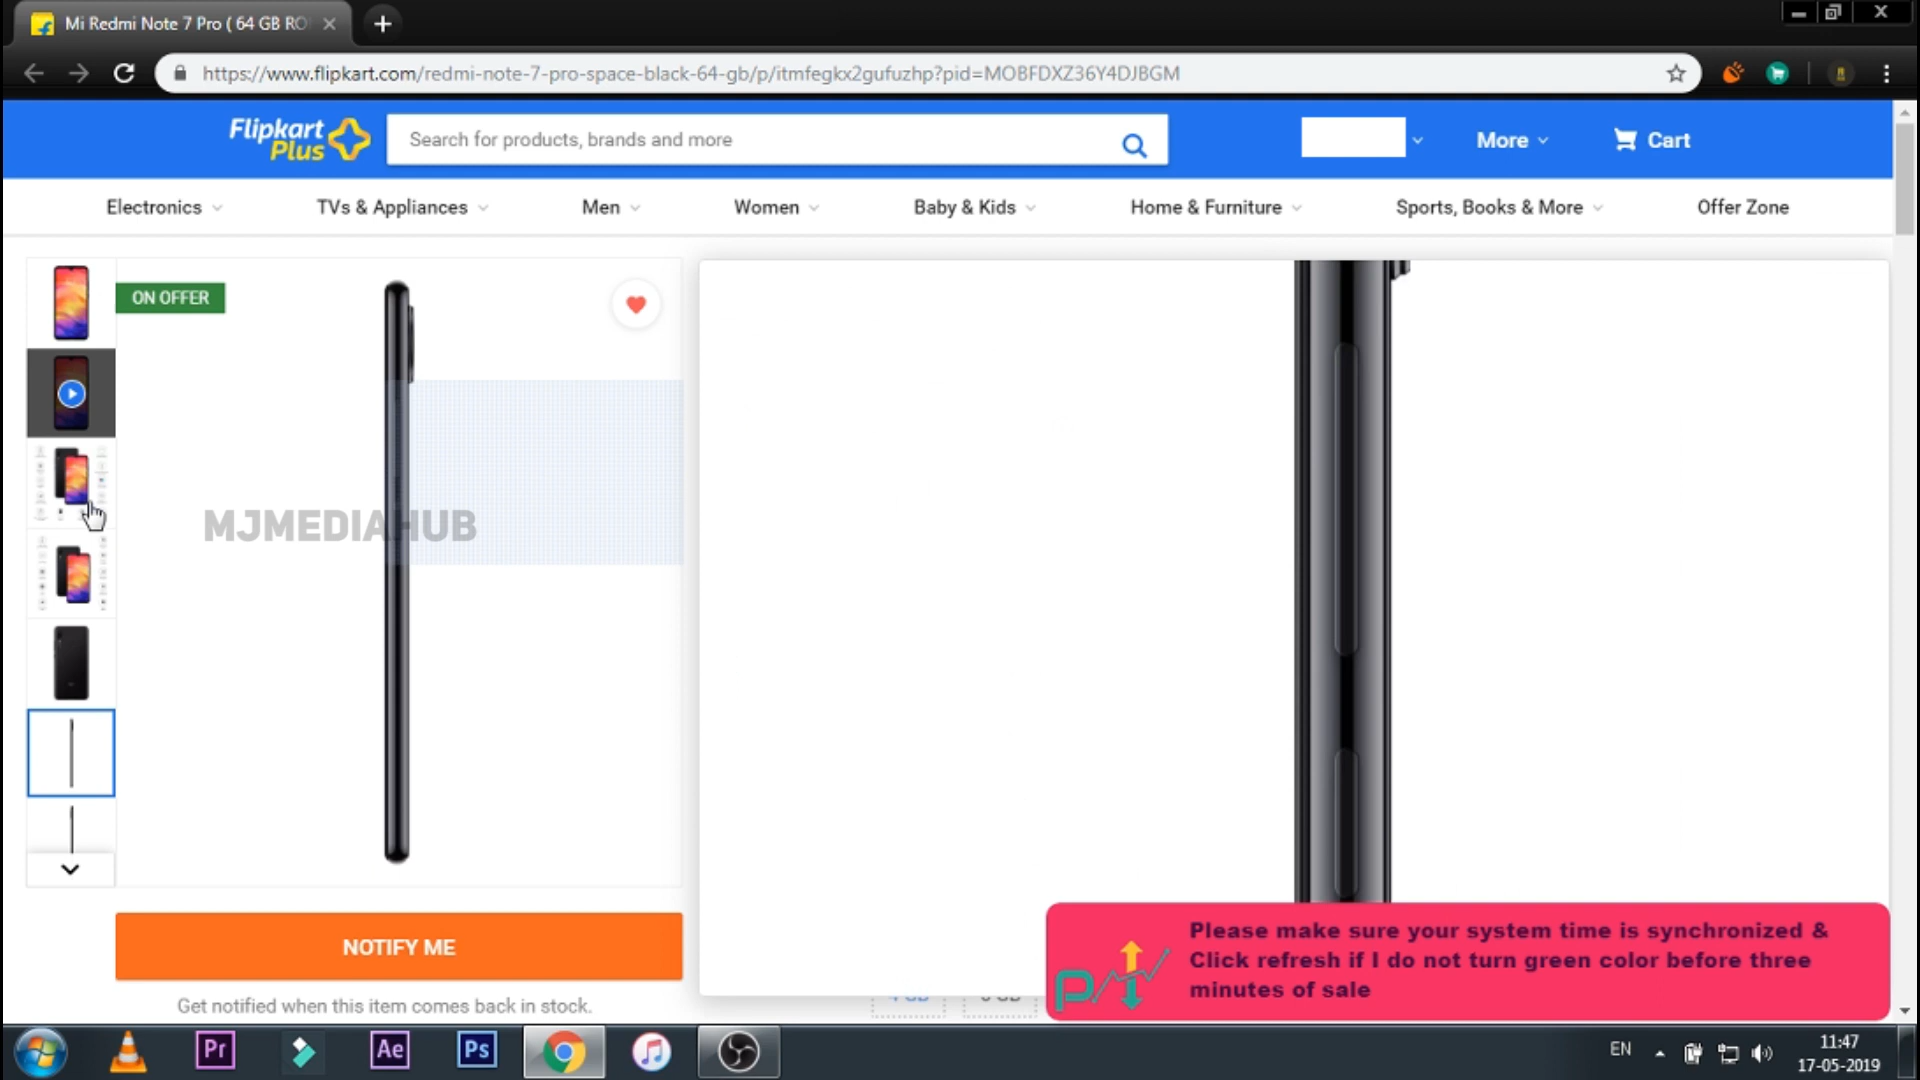 Mi Redmi Note 7 Pro ( 64 GB RO
https://www.flipkart.com/redmi-note-7-pro-space-black-64-gb/p/itmfegkx2gufuzhp?pid=MOBFDXZ36Y4DJBGM
Flipkart
Plus
Search for products, brands and more
More
Cart
Electronics
TVs & Appliances
Men
Women
Baby & Kids
Home & Furniture
Sports, Books & More
Offer Zone
ON OFFER
MJMEDIAHUB
NOTIFY ME
Get notified when this item comes back in stock.
Please make sure your system time is synchronized &
Click refresh if I do not turn green color before three
minutes of sale
Pr
Ae
Ps
EN
11:47
17-05-2019